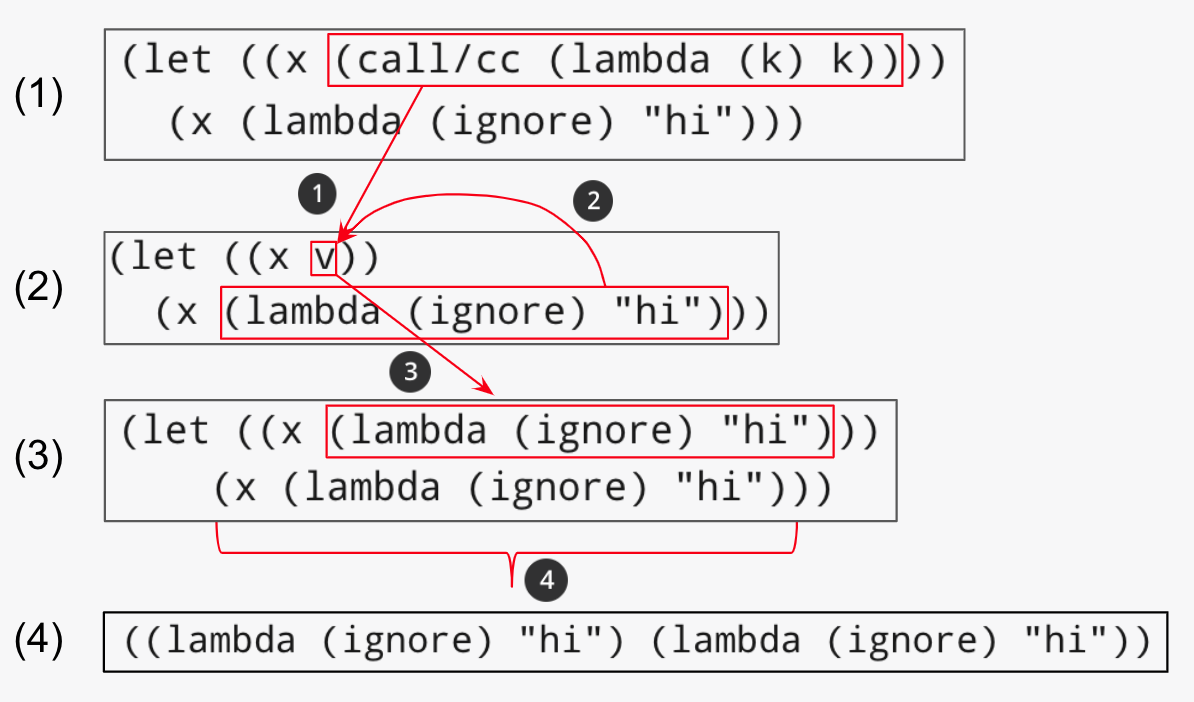 (1)
(let ((x (call/cc (lambda (k) k))))
(x (lambda (ignore) "hi")))
1
2
(2)
(let ((x v))
(x (lambda (ignore) "hi")))
3
(3)
(let ((x (lambda (ignore) "hi")))
(x (lambda (ignore) "hi")))
4
(4)
((lambda (ignore) "hi") (lambda (ignore) "hi"))